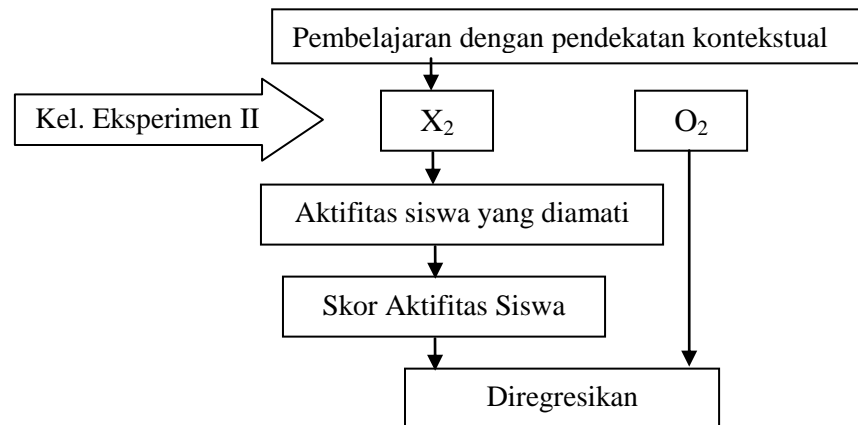 Pembelajaran dengan pendekatan kontekstual
Kel. Eksperimen II
X₂
O₂
Aktifitas siswa yang diamati
Skor Aktifitas Siswa
Diregresikan